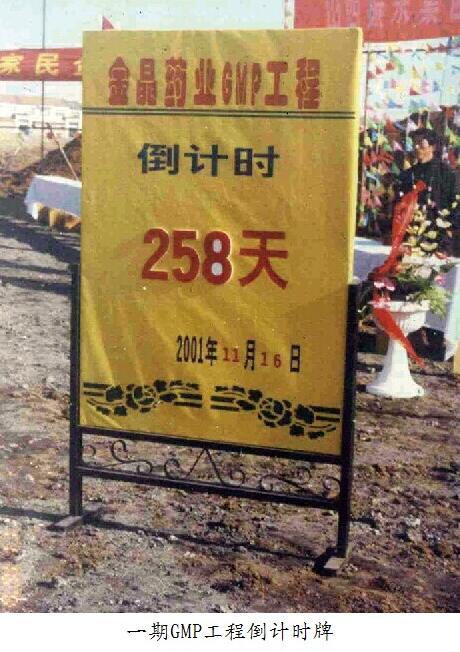 金晶药业GMP工程
倒计时
258天
2001年11月16日
家民
一期GMP工程倒计时牌